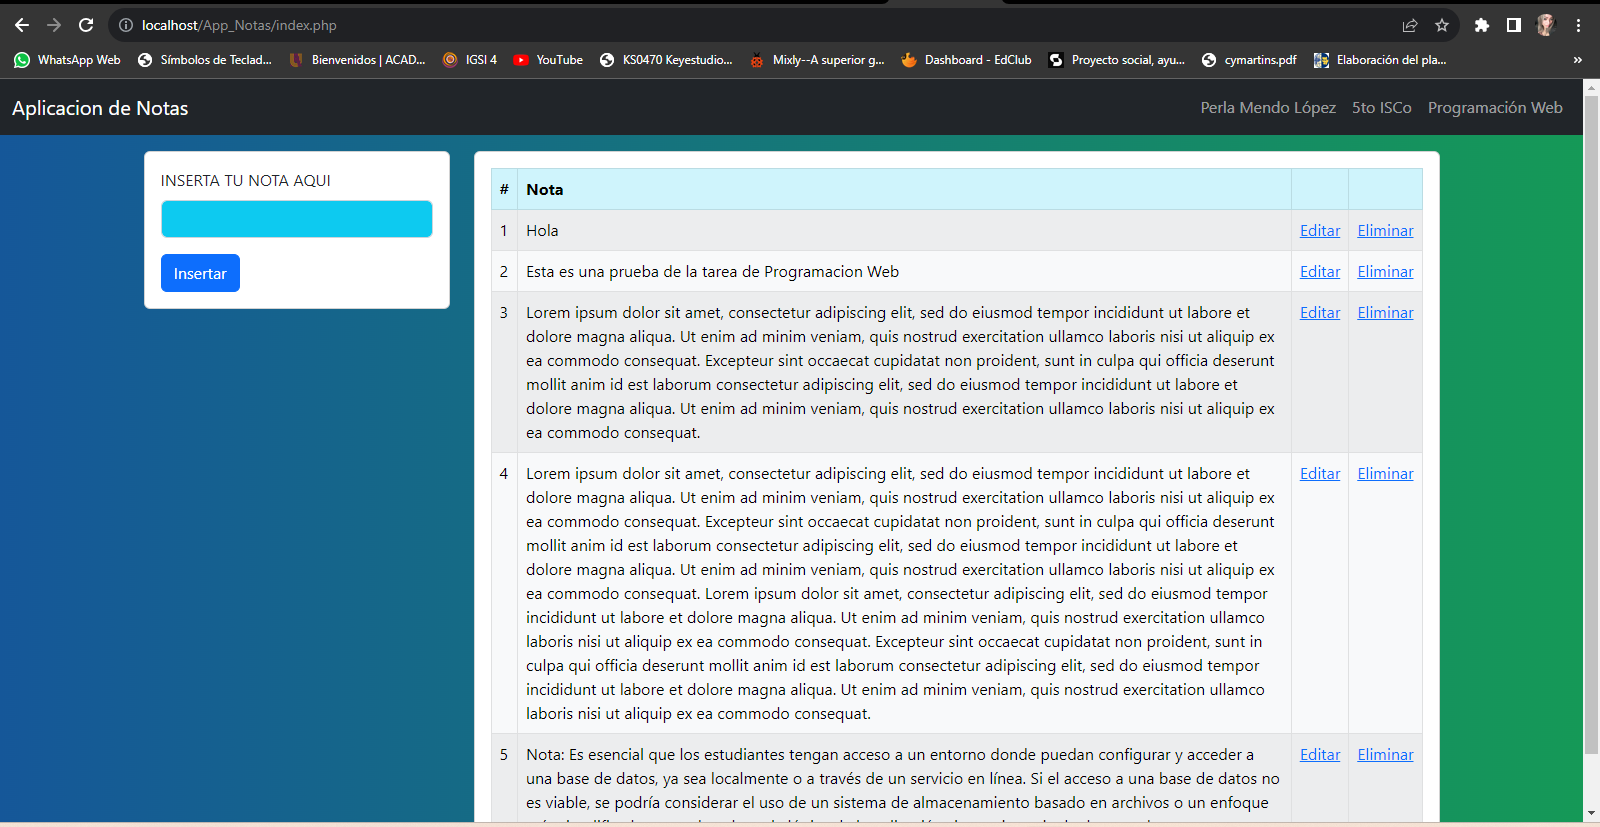 localhost/App_Notas/index.php
WhatsApp Web Símbolos de Teclad... Bienvenidos | ACAD... IGSI 4 YouTube KS0470 Keyestudio... Mixly--A superior g... Dashboard - EdClub Proyecto social, ayu... cymartins.pdf Elaboración del pla... »
Aplicacion de Notas Perla Mendo López 5to ISCo Programación Web
INSERTA TU NOTA AQUI
Insertar
# Nota
1 Hola Editar Eliminar
2 Esta es una prueba de la tarea de Programacion Web Editar Eliminar
3 Lorem ipsum dolor sit amet, consectetur adipiscing elit, sed do eiusmod tempor incididunt ut labore et Editar Eliminar
dolore magna aliqua. Ut enim ad minim veniam, quis nostrud exercitation ullamco laboris nisi ut aliquip ex
ea commodo consequat. Excepteur sint occaecat cupidatat non proident, sunt in culpa qui officia deserunt
mollit anim id est laborum consectetur adipiscing elit, sed do eiusmod tempor incididunt ut labore et
dolore magna aliqua. Ut enim ad minim veniam, quis nostrud exercitation ullamco laboris nisi ut aliquip ex
ea commodo consequat.
4 Lorem ipsum dolor sit amet, consectetur adipiscing elit, sed do eiusmod tempor incididunt ut labore et Editar Eliminar
dolore magna aliqua. Ut enim ad minim veniam, quis nostrud exercitation ullamco laboris nisi ut aliquip ex
ea commodo consequat. Excepteur sint occaecat cupidatat non proident, sunt in culpa qui officia deserunt
mollit anim id est laborum consectetur adipiscing elit, sed do eiusmod tempor incididunt ut labore et
dolore magna aliqua. Ut enim ad minim veniam, quis nostrud exercitation ullamco laboris nisi ut aliquip ex
ea commodo consequat. Lorem ipsum dolor sit amet, consectetur adipiscing elit, sed do eiusmod tempor
incididunt ut labore et dolore magna aliqua. Ut enim ad minim veniam, quis nostrud exercitation ullamco
laboris nisi ut aliquip ex ea commodo consequat. Excepteur sint occaecat cupidatat non proident, sunt in
culpa qui officia deserunt mollit anim id est laborum consectetur adipiscing elit, sed do eiusmod tempor
incididunt ut labore et dolore magna aliqua. Ut enim ad minim veniam, quis nostrud exercitation ullamco
laboris nisi ut aliquip ex ea commodo consequat.
5 Nota: Es esencial que los estudiantes tengan acceso a un entorno donde puedan configurar y acceder a Editar Eliminar
una base de datos, ya sea localmente o a través de un servicio en línea. Si el acceso a una base de datos no
es viable, se podría considerar el uso de un sistema de almacenamiento basado en archivos o un enfoque